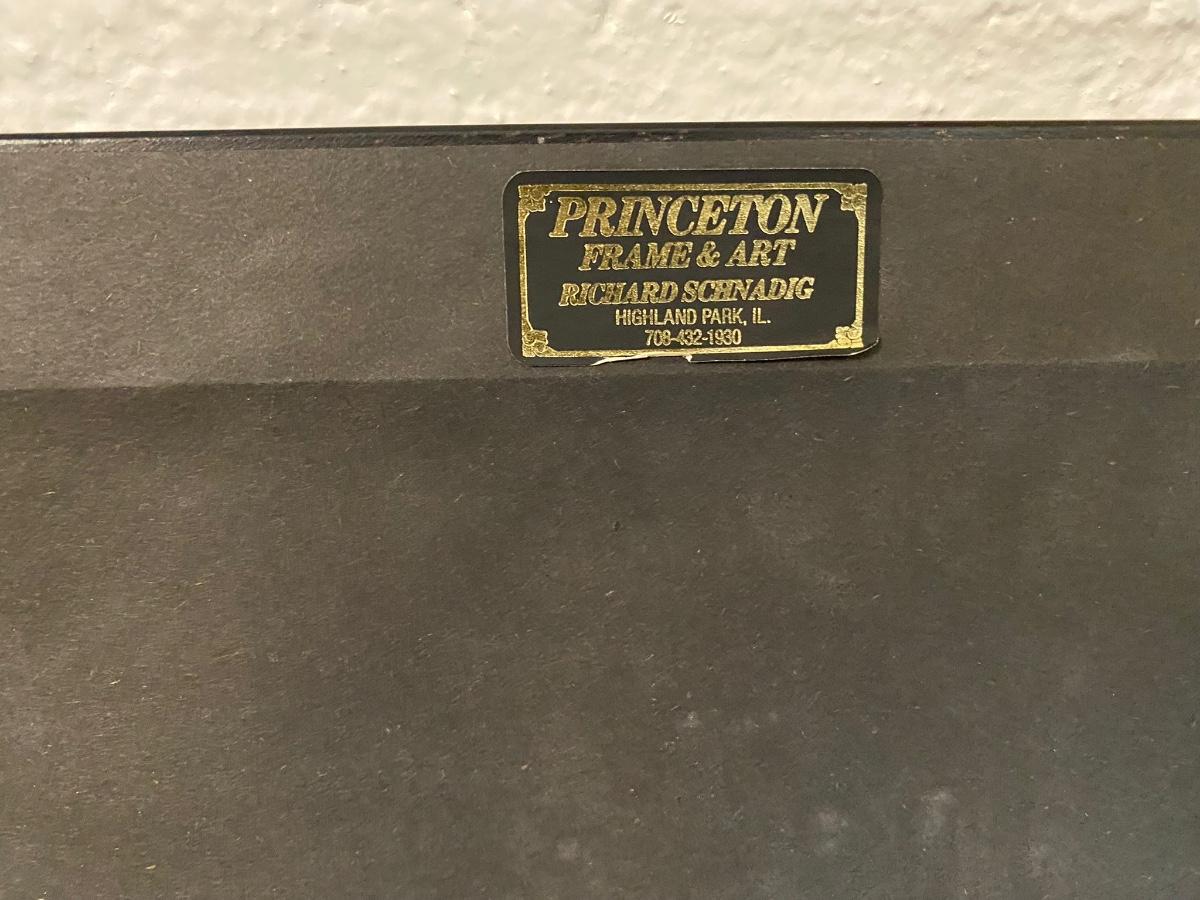 PRINCETON
FRAME & ART
RICHARD SCHNADIG
HIGHLAND PARK, IL.
708-432-1930